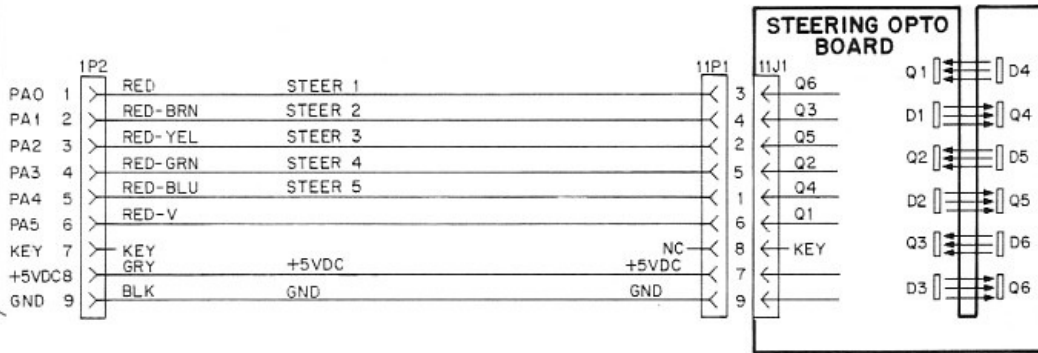 STEERING OPTO
BOARD
1P2
11P1
11J1
PA0 1 RED STEER 1 3 Q6
PA1 2 RED-BRN STEER 2 4 Q3
PA2 3 RED-YEL STEER 3 2 Q5
PA3 4 RED-GRN STEER 4 5 Q2
PA4 5 RED-BLU STEER 5 1 Q4
PA5 6 RED-V 6 Q1
KEY 7 KEY NC 8 KEY
+5VDC 8 GRY +5VDC +5VDC 7
GND 9 BLK GND GND 9
Q1 D4
D1 Q4
Q2 D5
D2 Q5
Q3 D6
D3 Q6